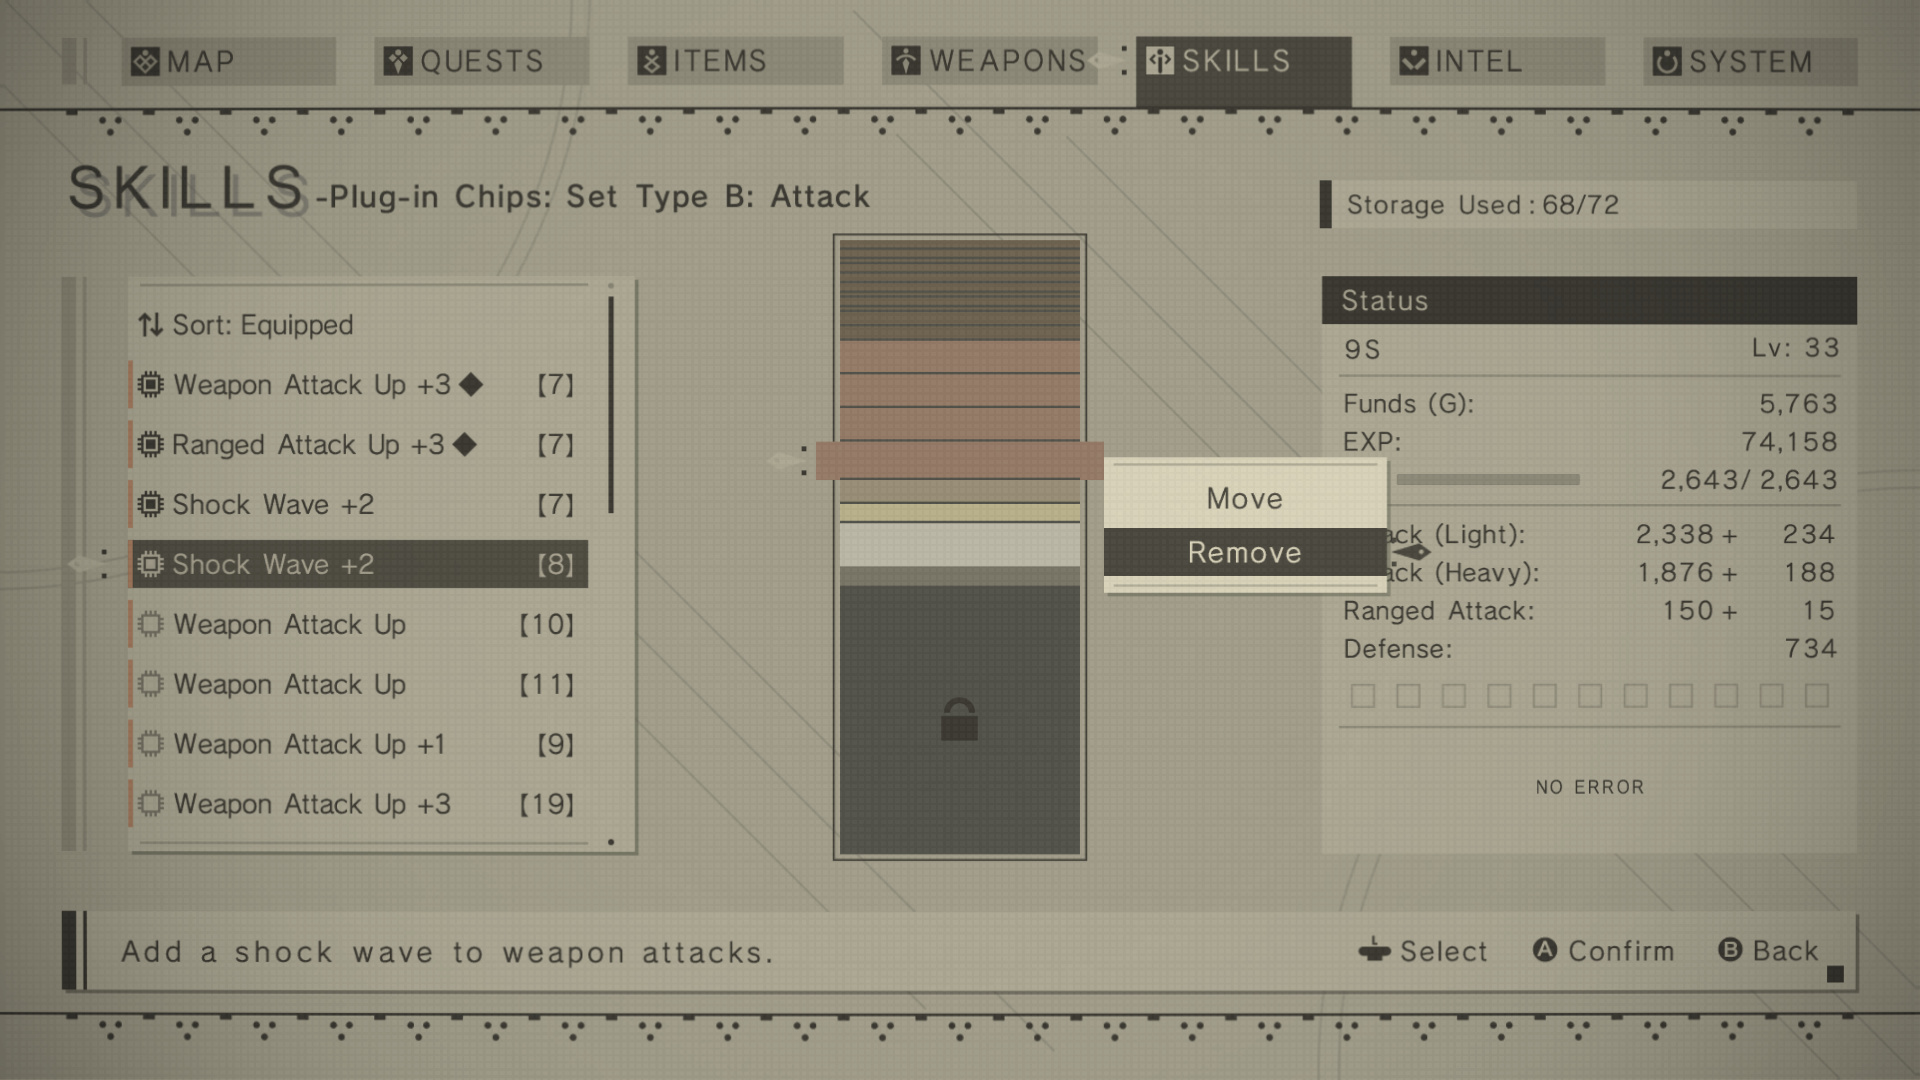 MAP QUESTS ITEMS WEAPONS SKILLS INTEL SYSTEM
SKILLS -Plug-in Chips: Set Type B: Attack
Storage Used : 68/72
Sort: Equipped
Weapon Attack Up +3 ◆ 【7】
Ranged Attack Up +3 ◆ 【7】
Shock Wave +2 【7】
Shock Wave +2 【8】
Weapon Attack Up 【10】
Weapon Attack Up 【11】
Weapon Attack Up +1 【9】
Weapon Attack Up +3 【19】
Move
Remove
Status
9S Lv: 33
Funds (G): 5,763
EXP: 74,158
2,643/ 2,643
ack (Light): 2,338 + 234
ack (Heavy): 1,876 + 188
Ranged Attack: 150 + 15
Defense: 734
NO ERROR
Add a shock wave to weapon attacks.
L Select A Confirm B Back